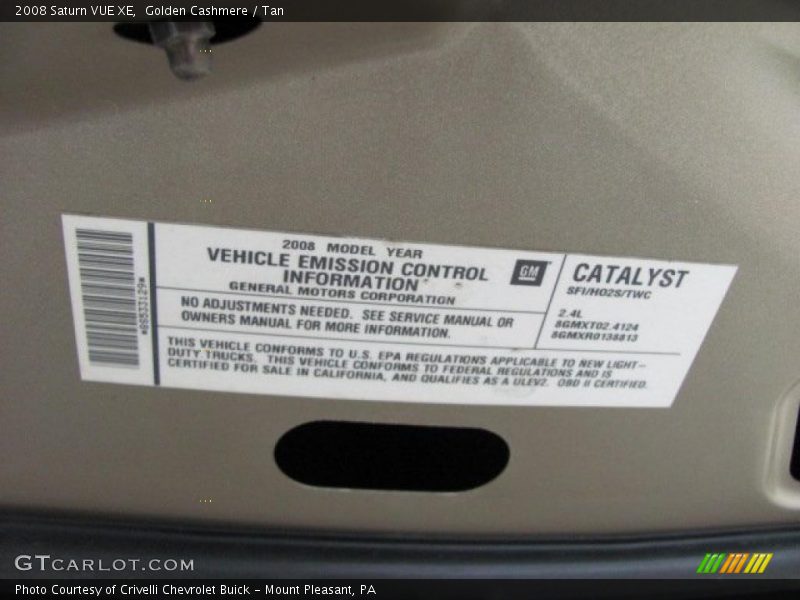 2008 Saturn VUE XE,  Golden Cashmere / Tan
*88533129*
2008 MODEL YEAR
VEHICLE EMISSION CONTROL
INFORMATION
GENERAL MOTORS CORPORATION
GM
NO ADJUSTMENTS NEEDED. SEE SERVICE MANUAL OR
OWNERS MANUAL FOR MORE INFORMATION.
THIS VEHICLE CONFORMS TO U.S. EPA REGULATIONS APPLICABLE TO NEW LIGHT-
DUTY TRUCKS. THIS VEHICLE CONFORMS TO FEDERAL REGULATIONS AND IS
CERTIFIED FOR SALE IN CALIFORNIA, AND QUALIFIES AS A ULEV2. OBD II CERTIFIED.
CATALYST
SFI/HO2S/TWC
2.4L
8GMXT02.4124
8GMXR0138813
GTCARLOT.COM
Photo Courtesy of Crivelli Chevrolet Buick - Mount Pleasant, PA